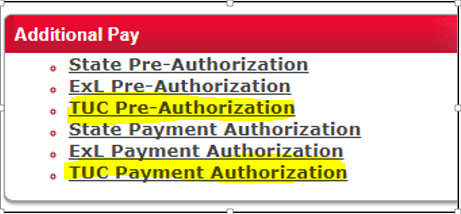 Additional Pay
State Pre-Authorization
ExL Pre-Authorization
TUC Pre-Authorization
State Payment Authorization
ExL Payment Authorization
TUC Payment Authorization